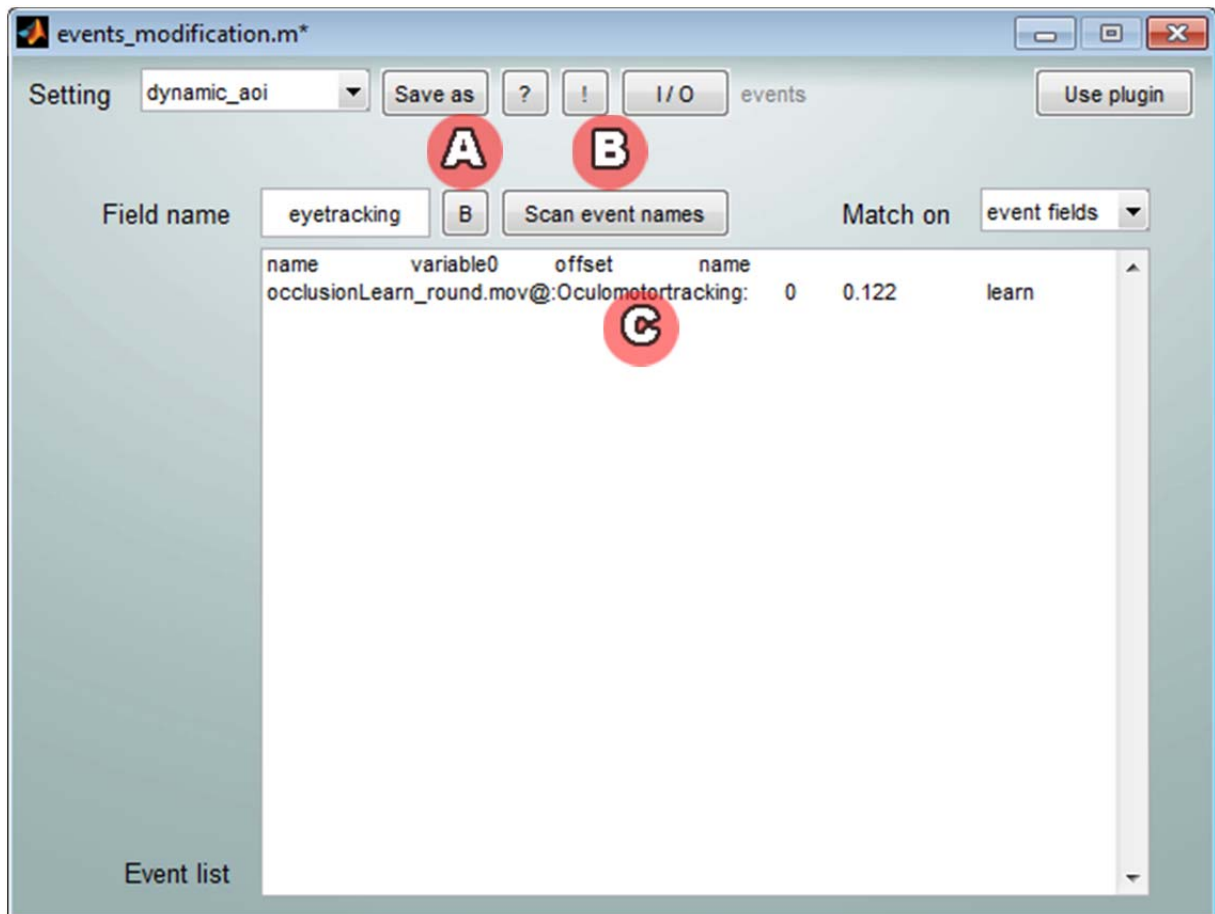 events_modification.m*
Setting dynamic_aoi Save as ? ! I / O events Use plugin
A B
Field name eyetracking B Scan event names Match on event fields
name variable0 offset name
occlusionLearn_round.mov@:Oculomotortracking: 0 0.122 learn
C
Event list